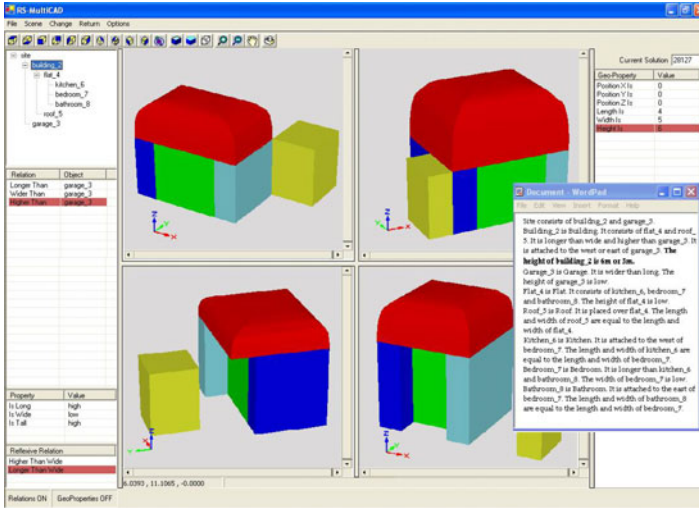 RS-MultiCAD
File Scene Change Return Options
site
building_2
flat_4
kitchen_6
bedroom_7
bathroom_8
roof_5
garage_3
Relation Object
Longer Than garage_3
Wider Than garage_3
Higher Than garage_3
Property Value
Is Long high
Is Wide low
Is Tall high
Reflexive Relation
Higher Than Wide
Longer Than Wide
Relations ON GeoProperties OFF
6.0393 , 11.1065 , -0.0000
Z
Y
X
Z
Y
X
Z
Y
X
Z
Y
X
Current Solution 28127
Geo-Property Value
Position X Is 0
Position Y Is 0
Position Z Is 0
Length Is 4
Width Is 5
Height Is 6
Document - WordPad
File Edit View Insert Format Help
Site consists of building_2 and garage_3.
Building_2 is Building. It consists of flat_4 and roof_
5. It is longer than wide and higher than garage_3. It
is attached to the west or east of garage_3. The
height of building_2 is 6m or 5m.
Garage_3 is Garage. It is wider than long. The
height of garage_3 is low.
Flat_4 is Flat. It consists of kitchen_6, bedroom_7
and bathroom_8. The height of flat_4 is low.
Roof_5 is Roof. It is placed over flat_4. The length
and width of roof_5 are equal to the length and
width of flat_4.
Kitchen_6 is Kitchen. It is attached to the west of
bedroom_7. The length and width of kitchen_6 are
equal to the length and width of bedroom_7.
Bedroom_7 is Bedroom. It is longer than kitchen_6
and bathroom_8. The width of bedroom_7 is low.
Bathroom_8 is Bathroom. It is attached to the east of
bedroom_7. The length and width of bathroom_8
are equal to the length and width of bedroom_7.